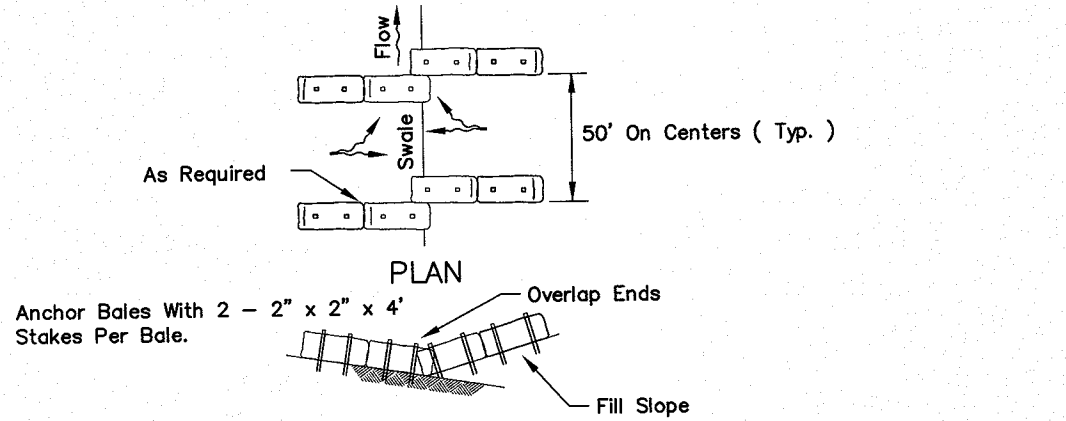 Flow
Swale
50' On Centers ( Typ. )
As Required
PLAN
Anchor Bales With 2 – 2" x 2" x 4'
Stakes Per Bale.
Overlap Ends
Fill Slope